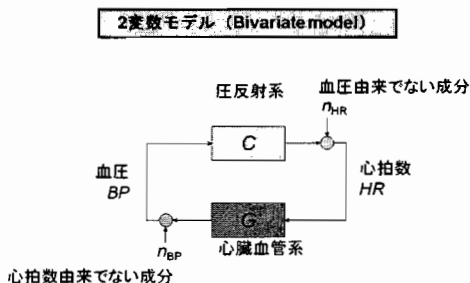 2変数モデル（Bivariate model）
圧反射系
血圧由来でない成分
nHR
C
血圧
BP
心拍数
HR
G
nBP
心臓血管系
心拍数由来でない成分